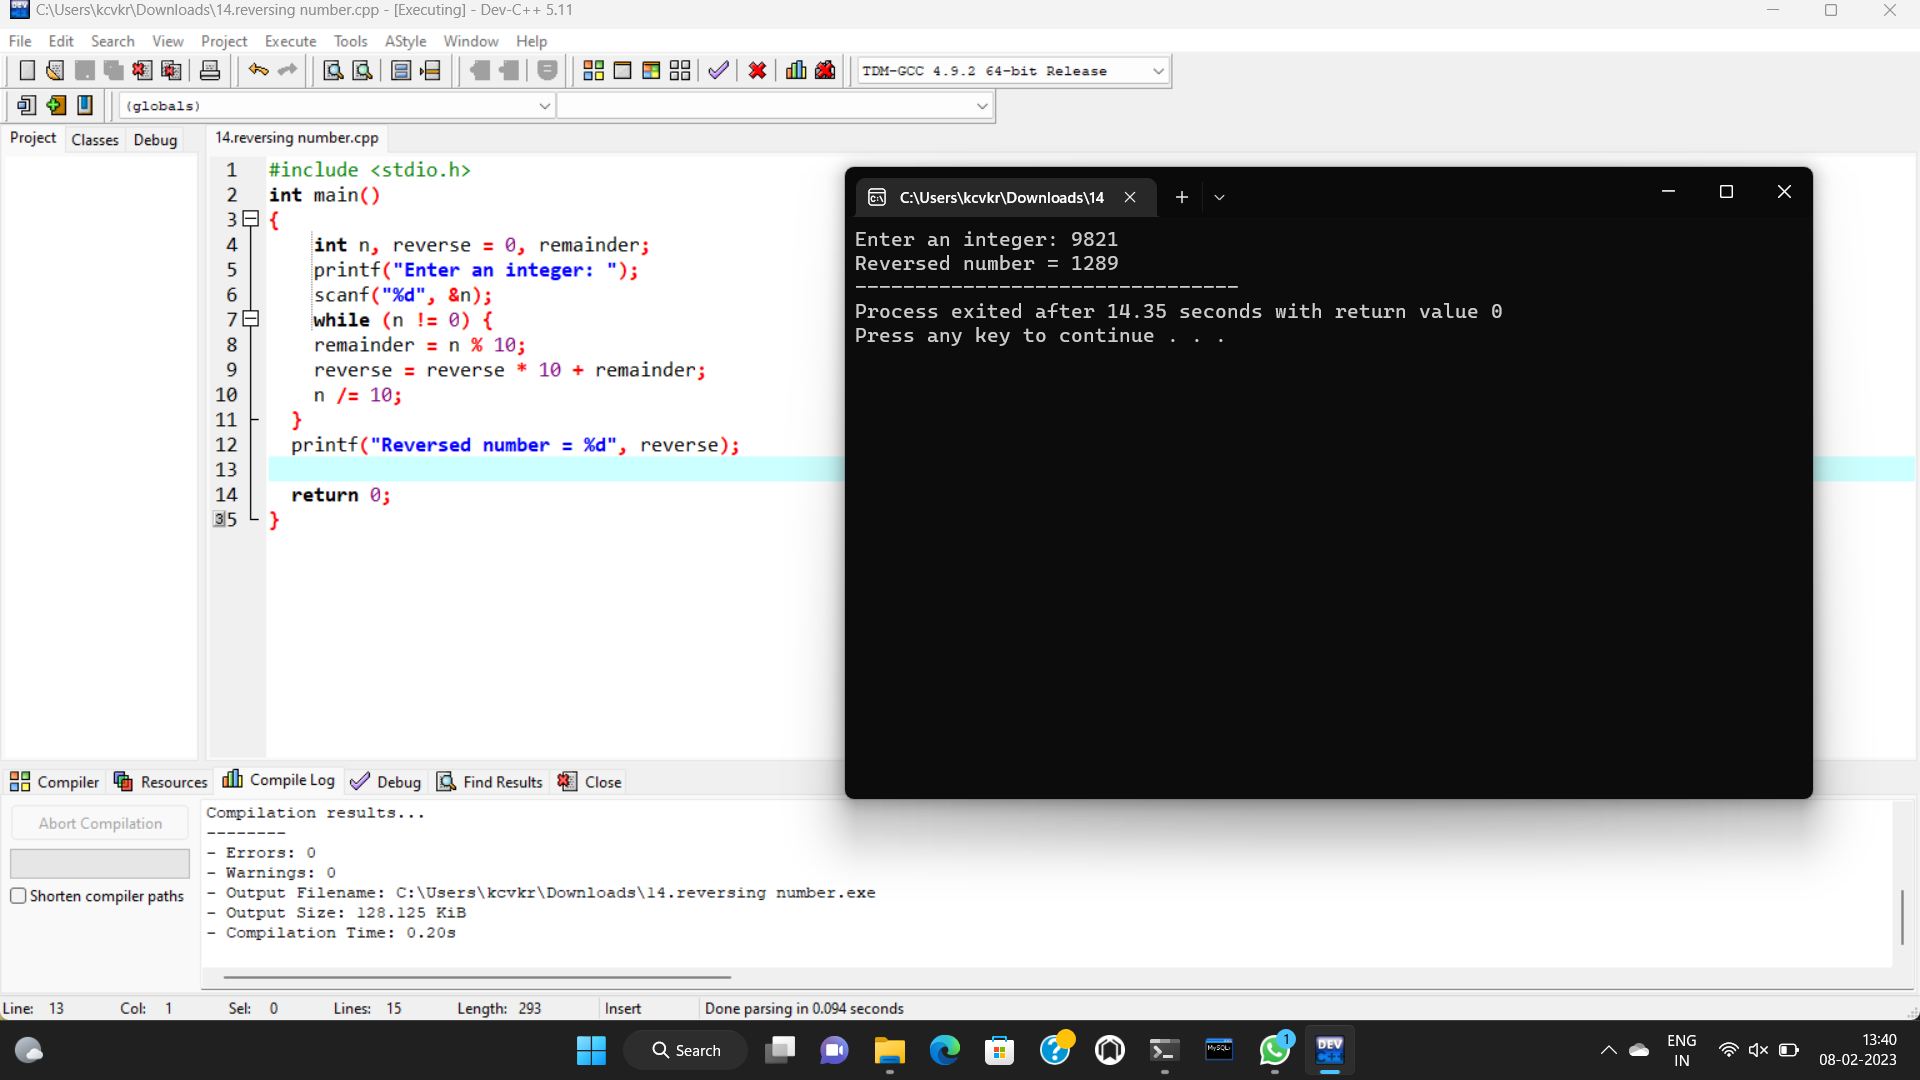 C:\Users\kcvkr\Downloads\14.reversing number.cpp - [Executing] - Dev-C++ 5.11
File Edit Search View Project Execute Tools AStyle Window Help
TDM-GCC 4.9.2 64-bit Release
(globals)
Project Classes Debug
14.reversing number.cpp
1 #include <stdio.h>
2 int main()
3 {
4 int n, reverse = 0, remainder;
5 printf("Enter an integer: ");
6 scanf("%d", &n);
7 while (n != 0) {
8 remainder = n % 10;
9 reverse = reverse * 10 + remainder;
10 n /= 10;
11 }
12 printf("Reversed number = %d", reverse);
13
14 return 0;
35 }
C:\Users\kcvkr\Downloads\14
Enter an integer: 9821
Reversed number = 1289
--------------------------------
Process exited after 14.35 seconds with return value 0
Press any key to continue . . .
Compiler Resources Compile Log Debug Find Results Close
Abort Compilation
Shorten compiler paths
Compilation results...
--------
- Errors: 0
- Warnings: 0
- Output Filename: C:\Users\kcvkr\Downloads\14.reversing number.exe
- Output Size: 128.125 KiB
- Compilation Time: 0.20s
Line: 13 Col: 1 Sel: 0 Lines: 15 Length: 293 Insert Done parsing in 0.094 seconds
Search
MySQL
1
DEV
C++
ENG
IN
13:40
08-02-2023